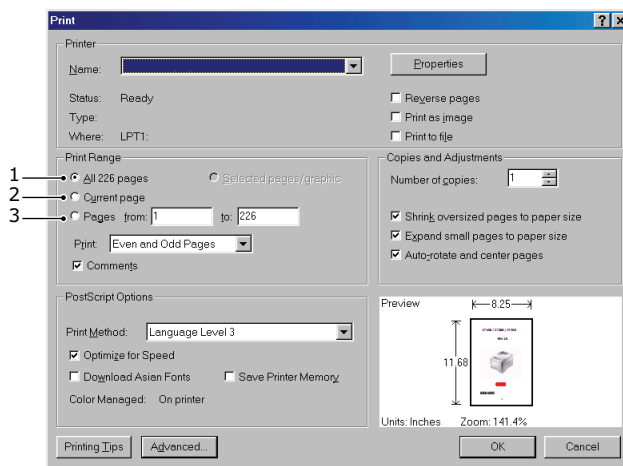 Print
Printer
Name:
Properties
Status: Ready
Type:
Where: LPT1:
Reverse pages
Print as image
Print to file
Print Range
1 All 226 pages Selected pages/graphic
2 Current page
3 Pages from: 1 to: 226
Print: Even and Odd Pages
Comments
Copies and Adjustments
Number of copies: 1
Shrink oversized pages to paper size
Expand small pages to paper size
Auto-rotate and center pages
PostScript Options
Print Method: Language Level 3
Optimize for Speed
Download Asian Fonts Save Printer Memory
Color Managed: On printer
Preview 8.25
11.68
Units: Inches Zoom: 141.4%
Printing Tips Advanced... OK Cancel